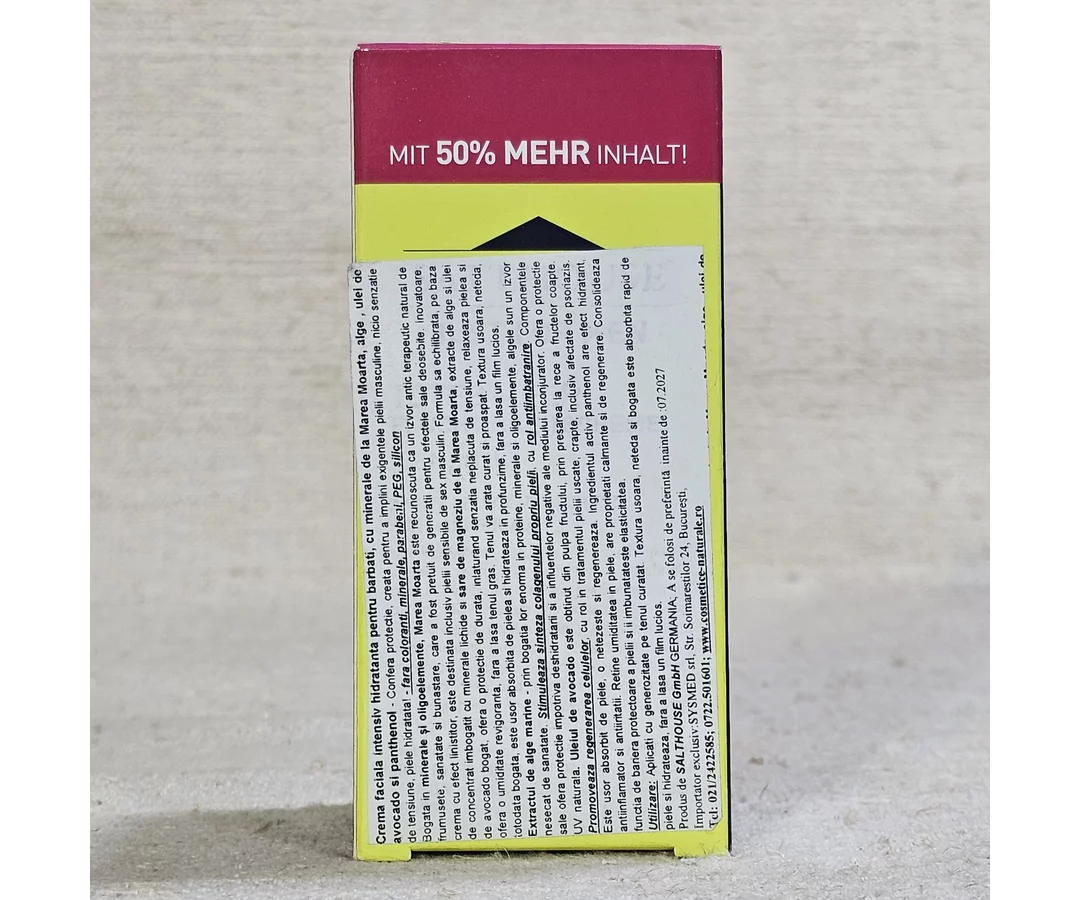 MIT 50% MEHR INHALT!
Crema faciala intensiv hidratanta pentru barbati, cu minerale de la Marea Moarta, alge , ulei de
avocado si panthenol - Confera protectie, creata pentru a implini exigentele pielii masculine, nicio senzatie
de tensiune, piele hidratata! - fara coloranti, minerale, parabeni, PEG, silicon
Bogata in minerale şi oligoelemente, Marea Moarta este recunoscuta ca un izvor antic terapeutic natural de
frumusete, sanatate si bunastare, care a fost pretuit de generatii pentru efectele sale deosebite. Inovatoare,
crema cu efect linistitor, este destinata inclusiv pielii sensibile de sex masculin. Formula sa echilibrata, pe baza
de concentrat imbogatit cu minerale lichide si sare de magneziu de la Marea Moarta, extracte de alge si ulei
de avocado bogat, ofera o protectie de durata, inlaturand senzatia neplacuta de tensiune, relaxeaza pielea si
ofera o umiditate revigoranta, fara a lasa tenul gras. Tenul va arata curat si proaspat. Textura usoara, neteda,
totodata bogata, este usor absorbita de pielea si hidrateaza in profunzime, fara a lasa un film lucios.
Extractul de alge marine - prin bogatia lor enorma in proteine, minerale si oligoelemente, algele sun un izvor
nesecat de sanatate. Stimuleaza sinteza colagenului propriu pielii, cu rol antiimbatranire. Componentele
sale ofera protectie impotriva deshidratarii si a influentelor negative ale mediului inconjurator. Ofera o protectie
UV naturala. Uleiul de avocado este obtinut din pulpa fructului, prin presarea la rece a fructelor coapte.
Promoveaza regenerarea celulelor, cu rol in tratamentul pielii uscate, crapte, inclusiv afectate de psoriazis.
Este usor absorbit de piele, o netezeste si regenereaza. Ingredientul activ panthenol are efect hidratant,
antiinflamator si antiiritatii. Retine umiditatea in piele, are proprietati calmante si de regenerare. Consolideaza
functia de bariera protectoare a pielii si ii imbunatateste elasticitatea.
Utilizare: Aplicati cu generozitate pe tenul curatat. Textura usoara, neteda si bogata este absorbita rapid de
piele si hidrateaza, fara a lasa un film lucios.
Produs de SALTHOUSE GmbH GERMANIA, A se folosi de preferintă inainte de :07.2027
Importator exclusiv:SYSMED srl, Str. Somarestilor 24, Bucureşti,
Tel: 021/2422585; 0722.501601; www.cosmetice-naturale.ro